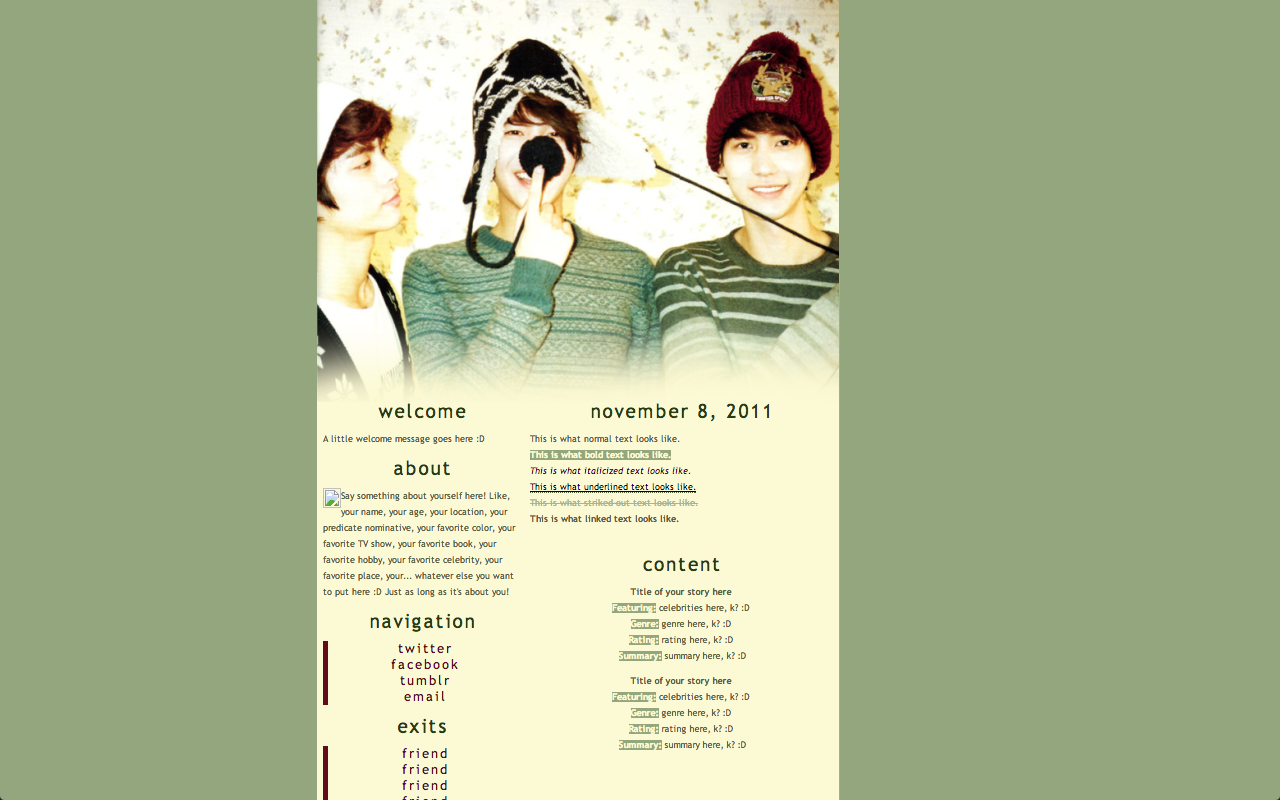 welcome
A little welcome message goes here :D
about
Say something about yourself here! Like,
your name, your age, your location, your
predicate nominative, your favorite color, your
favorite TV show, your favorite book, your
favorite hobby, your favorite celebrity, your
favorite place, your... whatever else you want
to put here :D Just as long as it's about you!
navigation
twitter
facebook
tumblr
email
exits
friend
friend
friend
friend
november 8, 2011
This is what normal text looks like.
This is what bold text looks like.
This is what italicized text looks like.
This is what underlined text looks like.
This is what striked out text looks like.
This is what linked text looks like.
content
Title of your story here
Featuring: celebrities here, k? :D
Genre: genre here, k? :D
Rating: rating here, k? :D
Summary: summary here, k? :D
Title of your story here
Featuring: celebrities here, k? :D
Genre: genre here, k? :D
Rating: rating here, k? :D
Summary: summary here, k? :D